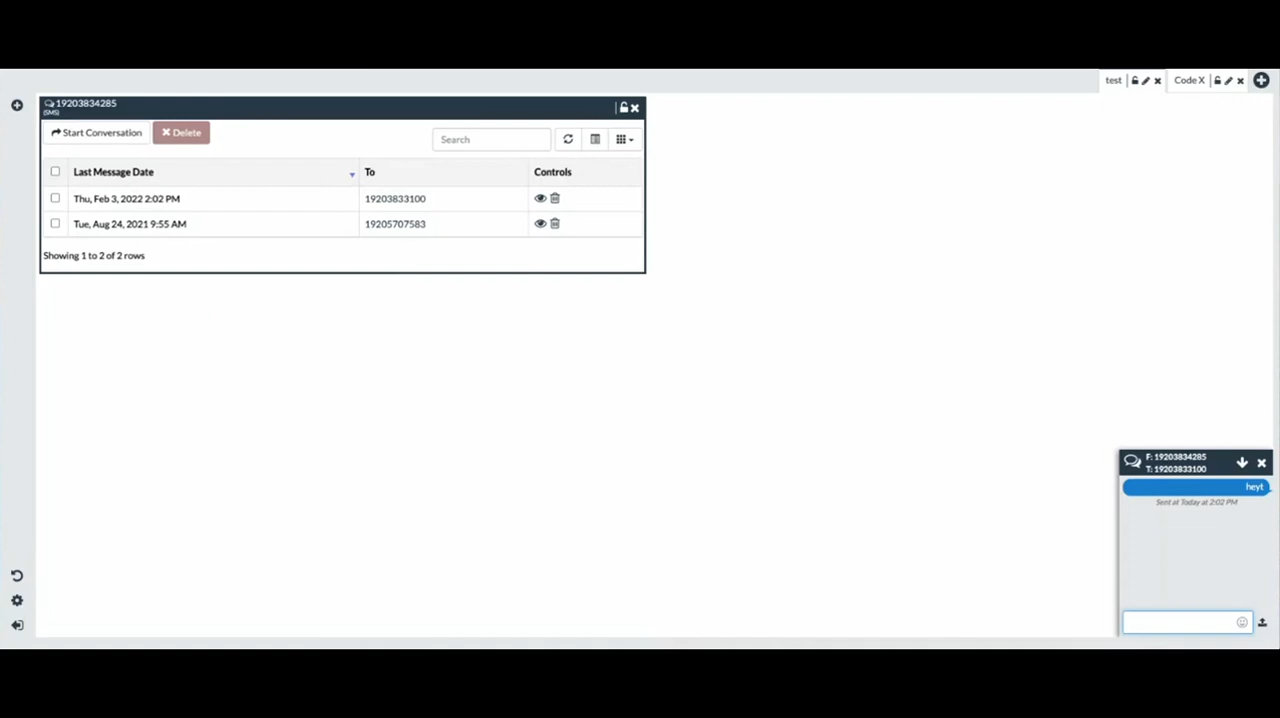 test
Code X
19203834285
(SMS)
Start Conversation
Delete
Search
Last Message Date
To
Controls
Thu, Feb 3, 2022 2:02 PM
19203833100
Tue, Aug 24, 2021 9:55 AM
19205707583
Showing 1 to 2 of 2 rows
F: 19203834285
T: 19203833100
heyt
Sent at Today at 2:02 PM